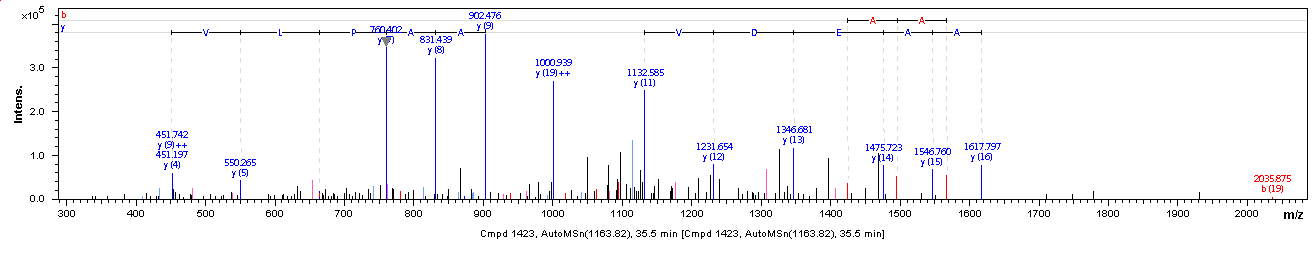 ×10⁵
b
y
A A
V L P A A V D E A A
902.476
y (9)
760.402
y (7)
831.439
y (8)
1000.939
y (19)++
1132.585
y (11)
451.742
y (9)++
451.197
y (4)
550.265
y (5)
1231.654
y (12)
1346.681
y (13)
1475.723
y (14)
1546.760
y (15)
1617.797
y (16)
2035.875
b (19)
Intens.
3.0
2.0
1.0
0.0
300 400 500 600 700 800 900 1000 1100 1200 1300 1400 1500 1600 1700 1800 1900 2000 m/z
Cmpd 1423, AutoMSn(1163.82), 35.5 min [Cmpd 1423, AutoMSn(1163.82), 35.5 min]